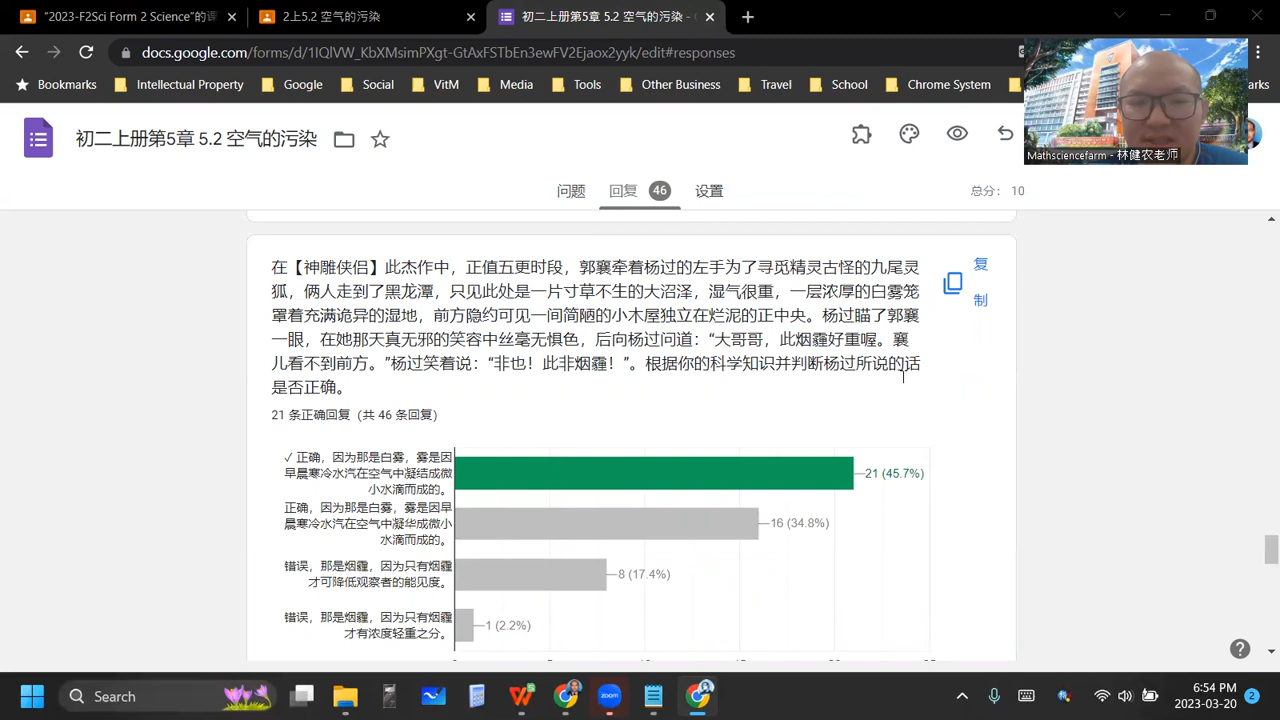 "2023-F2Sci Form 2 Science"的课
2上5.2 空气的污染
初二上册第5章 5.2 空气的污染 -
Bookmarks
Intellectual Property
Google
VitM
Media
Tools
Other Business
Travel
School
Chrome System
初二上册第5章 5.2 空气的污染
Mathsciencefarm - 林健农老师
问题
回复 46
设置
总分: 10
在【神雕侠侣】此杰作中，正值五更时段，郭襄牵着杨过的左手为了寻觅精灵古怪的九尾灵
狐，俩人走到了黑龙潭，只见此处是一片寸草不生的大沼泽，湿气很重，一层浓厚的白雾笼
罩着充满诡异的湿地，前方隐约可见一间简陋的小木屋独立在烂泥的正中央。杨过瞄了郭襄
一眼，在她那天真无邪的笑容中丝毫无惧色，后向杨过问道：“大哥哥，此烟霾好重喔。襄
儿看不到前方。”杨过笑着说：“非也！此非烟霾！”。根据你的科学知识并判断杨过所说的话
是否正确。
复
制
21 条正确回复（共 46 条回复）
✓ 正确，因为那是白雾，雾是因
早晨寒冷水汽在空气中凝结成微
小水滴而成的。
21 (45.7%)
正确，因为那是白雾，雾是因早
晨寒冷水汽在空气中凝华成微小
水滴而成的。
16 (34.8%)
错误，那是烟霾，因为只有烟霾
才可降低观察者的能见度。
8 (17.4%)
错误，那是烟霾，因为只有烟霾
才有浓度轻重之分。
1 (2.2%)
Search
zoom
6:54 PM
2023-03-20
2